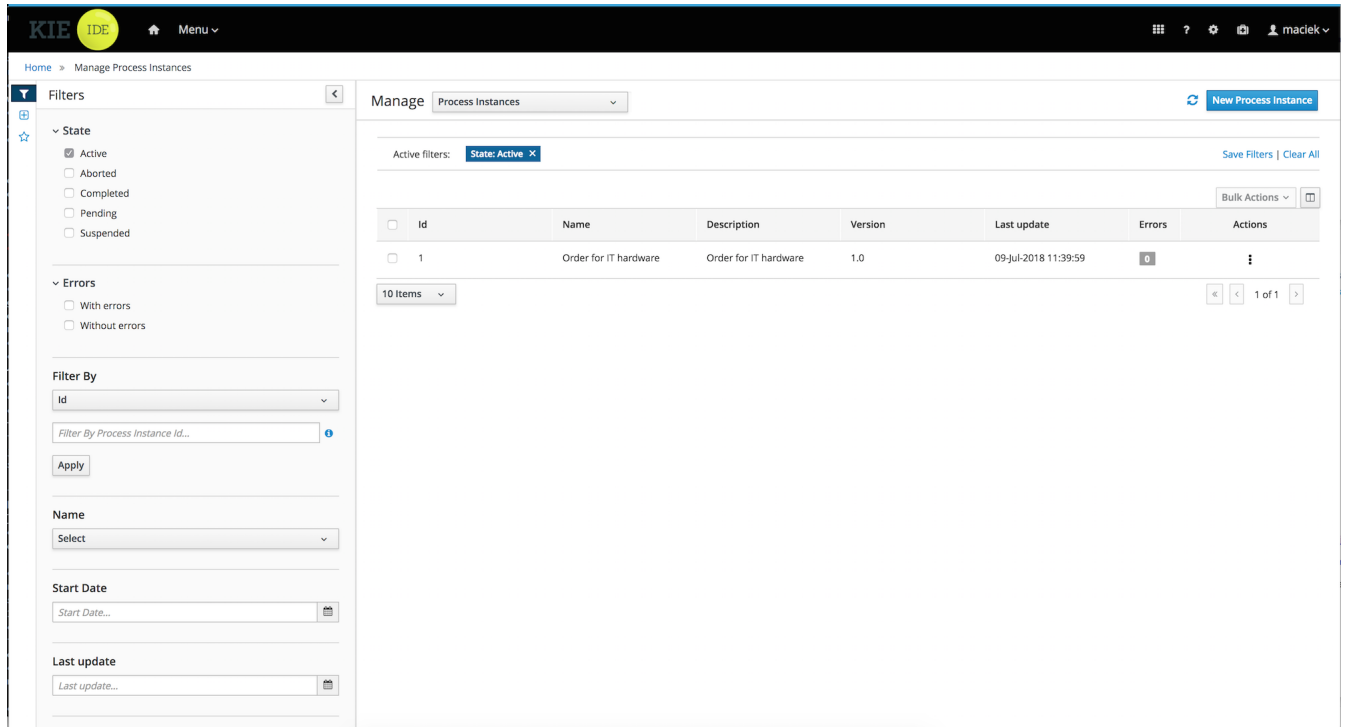 KIE IDE Menu ? maciek
Home » Manage Process Instances
Filters
State
Active
Aborted
Completed
Pending
Suspended
Errors
With errors
Without errors
Filter By
Id
Filter By Process Instance Id...
Apply
Name
Select
Start Date
Start Date...
Last update
Last update...
Manage Process Instances New Process Instance
Active filters: State: Active × Save Filters | Clear All
Bulk Actions
Id Name Description Version Last update Errors Actions
1 Order for IT hardware Order for IT hardware 1.0 09-Jul-2018 11:39:59 0
10 Items « < 1 of 1 >